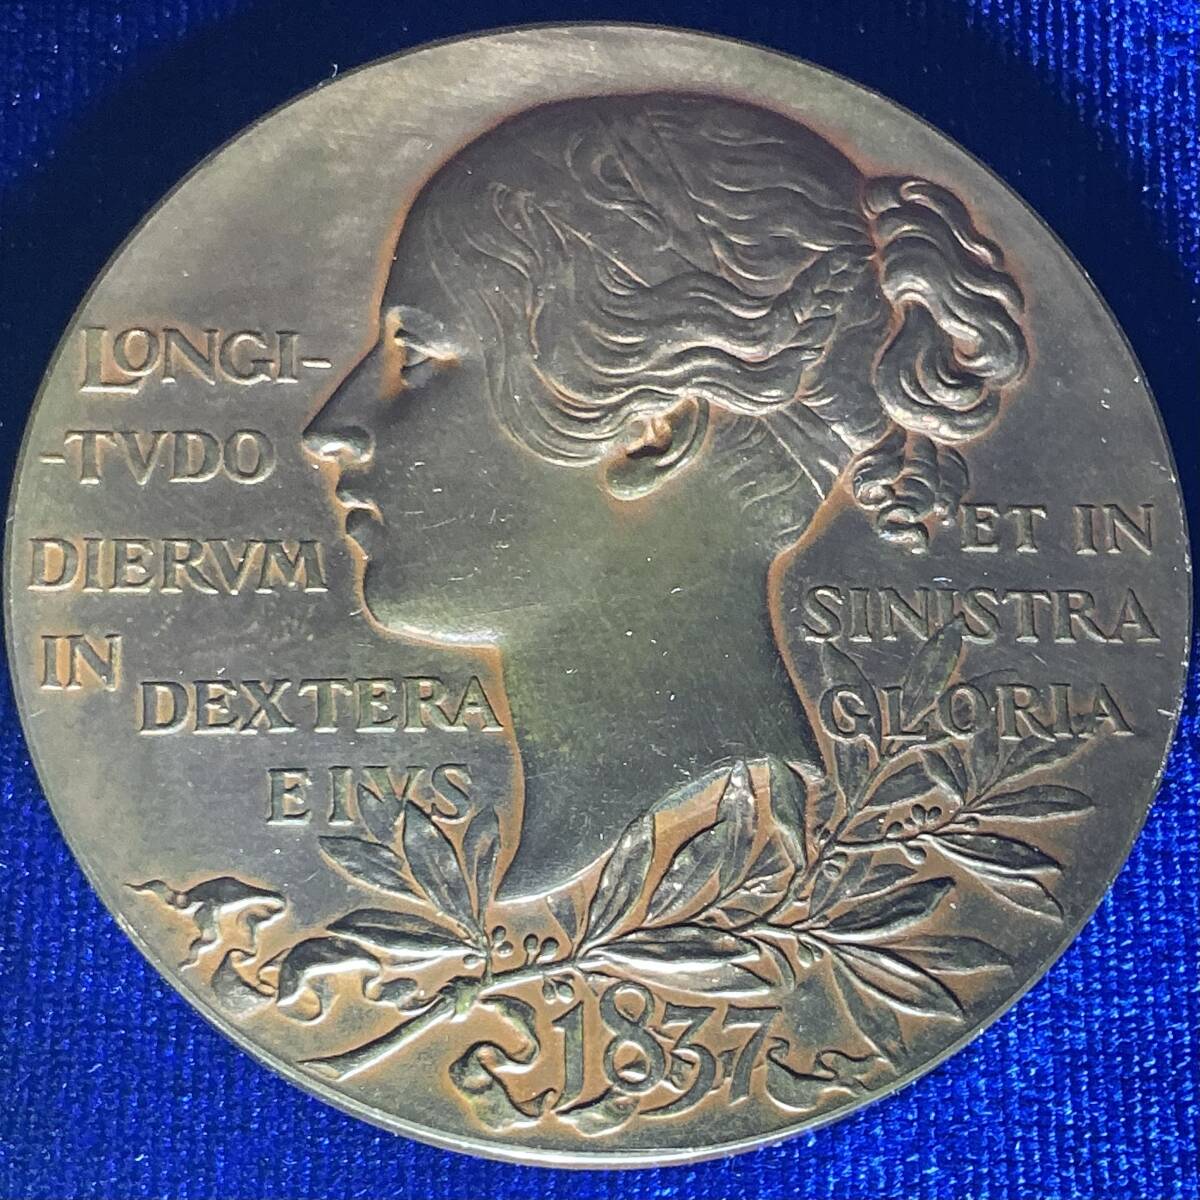 LONGI-
-TVDO
DIERVM
IN DEXTERA
EIVS
ET IN
SINISTRA
GLORIA
1837